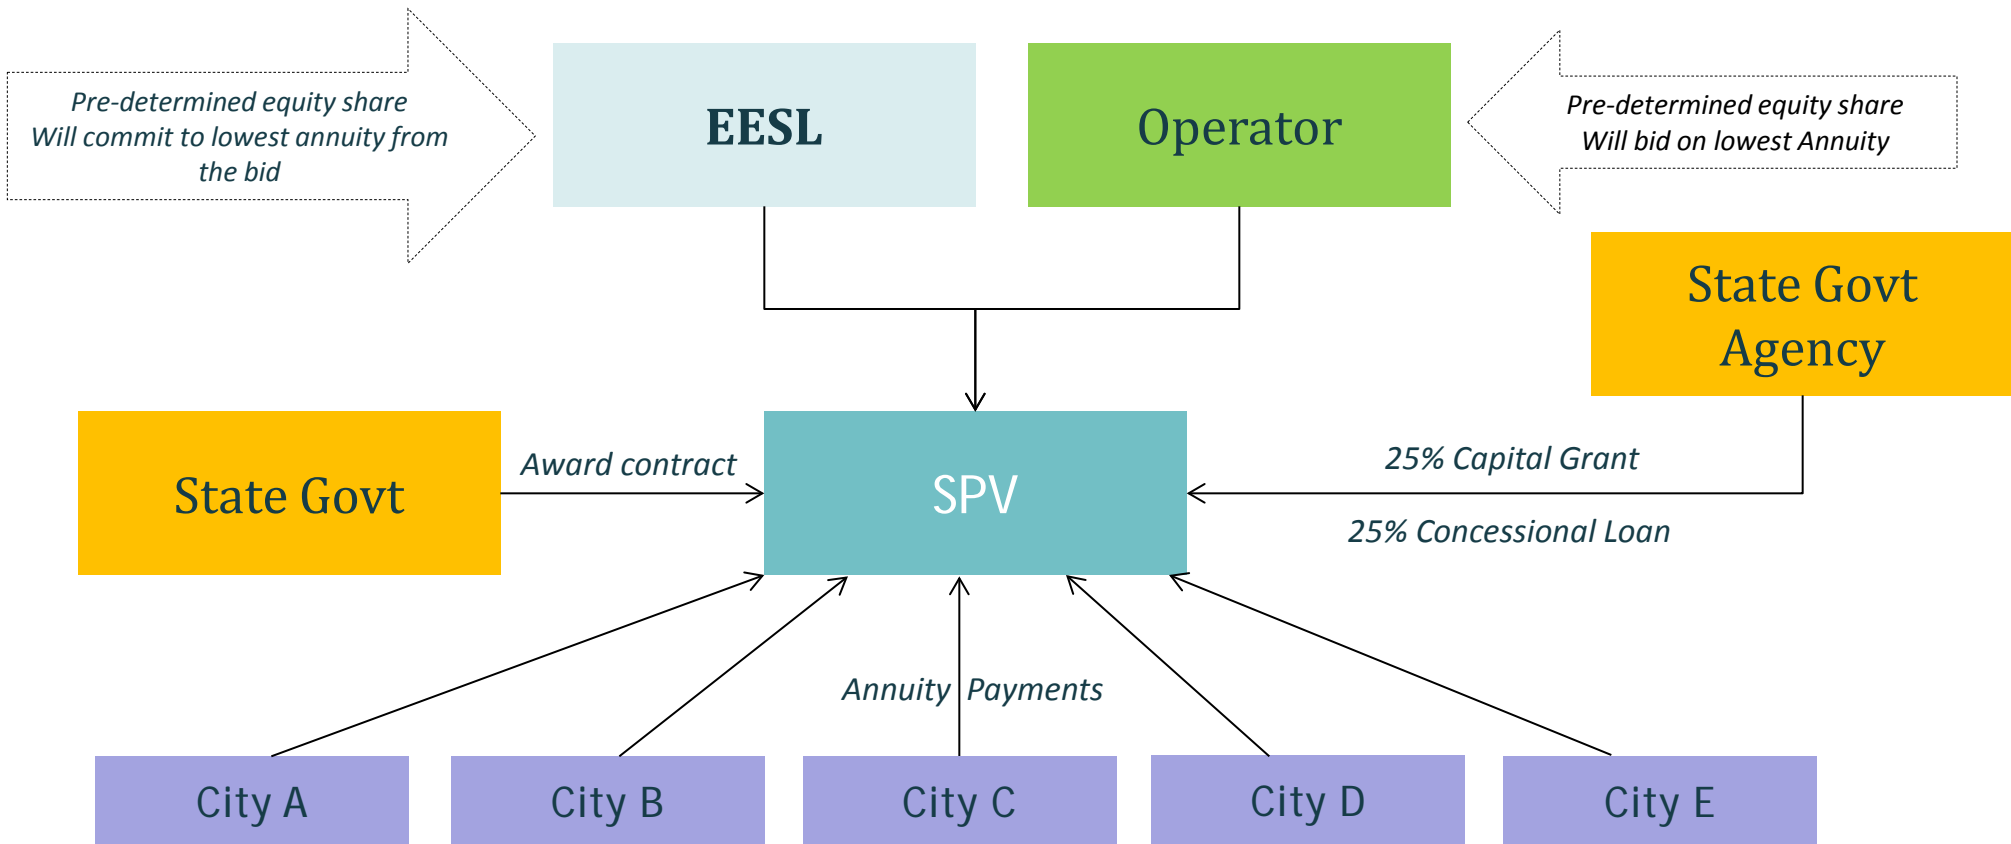 Pre-determined equity share
Will commit to lowest annuity from
the bid
EESL
Operator
Pre-determined equity share
Will bid on lowest Annuity
State Govt
Agency
State Govt
Award contract
SPV
25% Capital Grant
25% Concessional Loan
Annuity Payments
City A
City B
City C
City D
City E